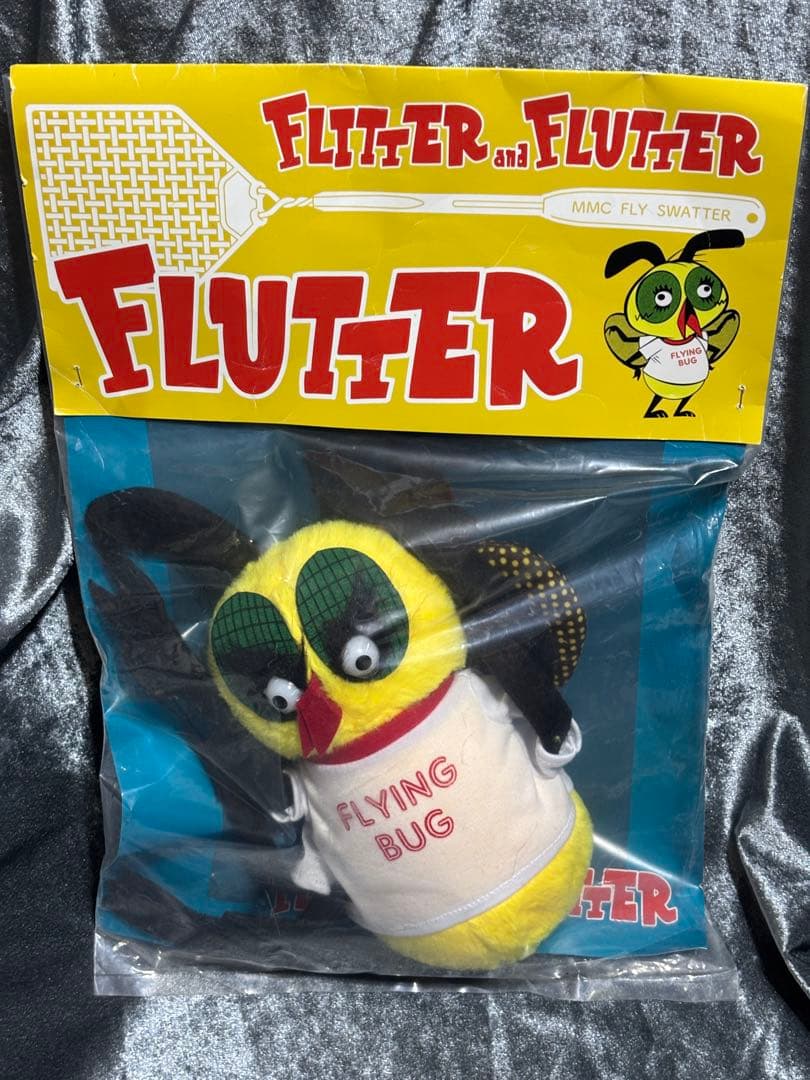 FLITTER and FLUTTER
MMC FLY SWATTER
FLUTTER
FLYING
BUG
FLYING
BUG
TTER